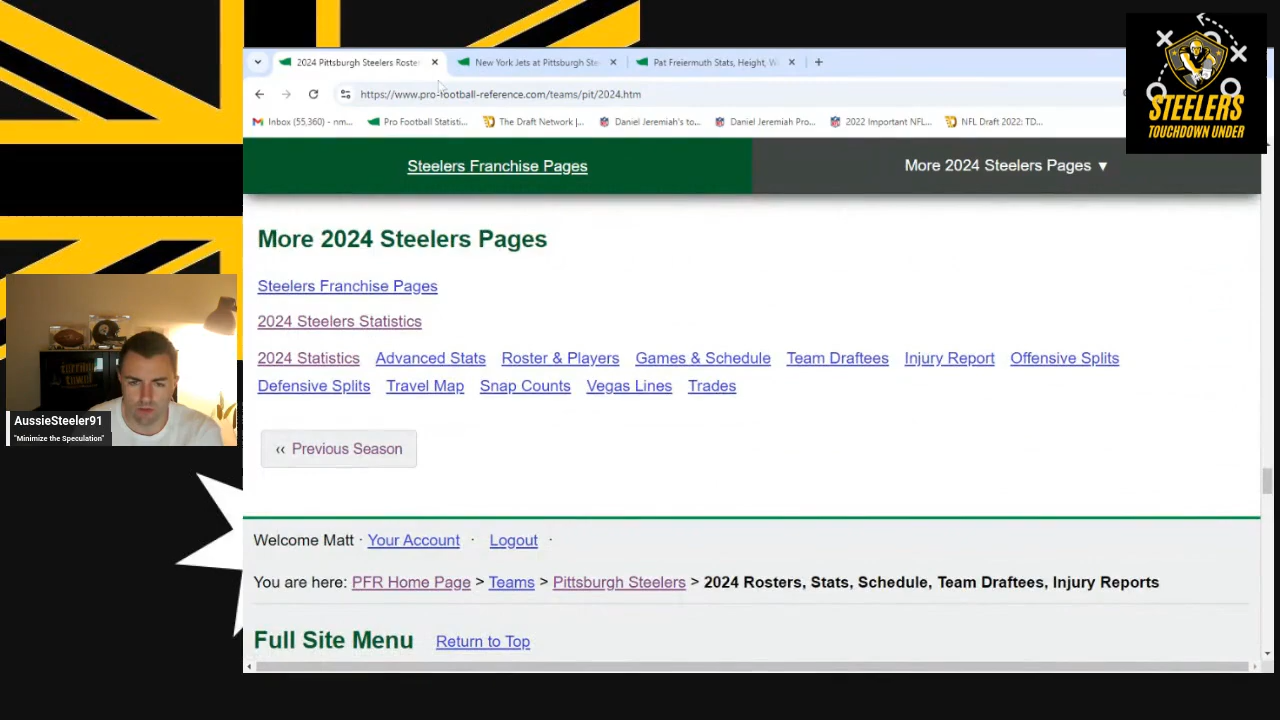 2024 Pittsburgh Steelers Roste
New York Jets at Pittsburgh Ste
Pat Freiermuth Stats, Height, W
https://www.pro-football-reference.com/teams/pit/2024.htm
Inbox (55,360) - nm...
Pro Football Statisti...
The Draft Network |...
Daniel Jeremiah's to...
Daniel Jeremiah Pro...
2022 Important NFL...
NFL Draft 2022: TD...
STEELERS
TOUCHDOWN UNDER
Steelers Franchise Pages
More 2024 Steelers Pages ▼
More 2024 Steelers Pages
Steelers Franchise Pages
2024 Steelers Statistics
2024 Statistics Advanced Stats Roster & Players Games & Schedule Team Draftees Injury Report Offensive Splits
Defensive Splits Travel Map Snap Counts Vegas Lines Trades
‹‹ Previous Season
AussieSteeler91
"Minimize the Speculation"
Welcome Matt · Your Account · Logout ·
You are here: PFR Home Page > Teams > Pittsburgh Steelers > 2024 Rosters, Stats, Schedule, Team Draftees, Injury Reports
Full Site Menu Return to Top